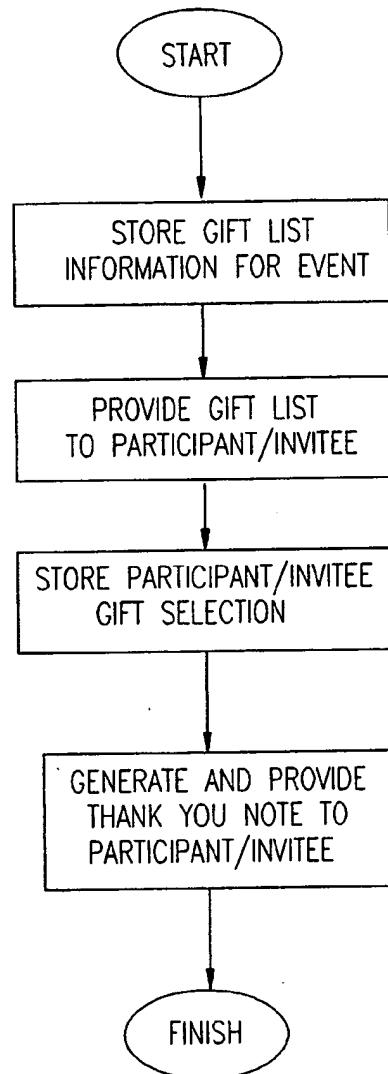 START
STORE GIFT LIST
INFORMATION FOR EVENT
PROVIDE GIFT LIST
TO PARTICIPANT/INVITEE
STORE PARTICIPANT/INVITEE
GIFT SELECTION
GENERATE AND PROVIDE
THANK YOU NOTE TO
PARTICIPANT/INVITEE
FINISH